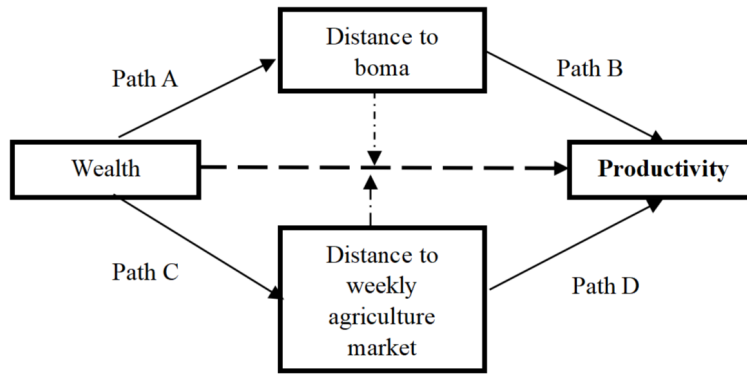 Distance to
boma
Path A
Path B
Wealth
Productivity
Distance to
weekly
agriculture
market
Path C
Path D